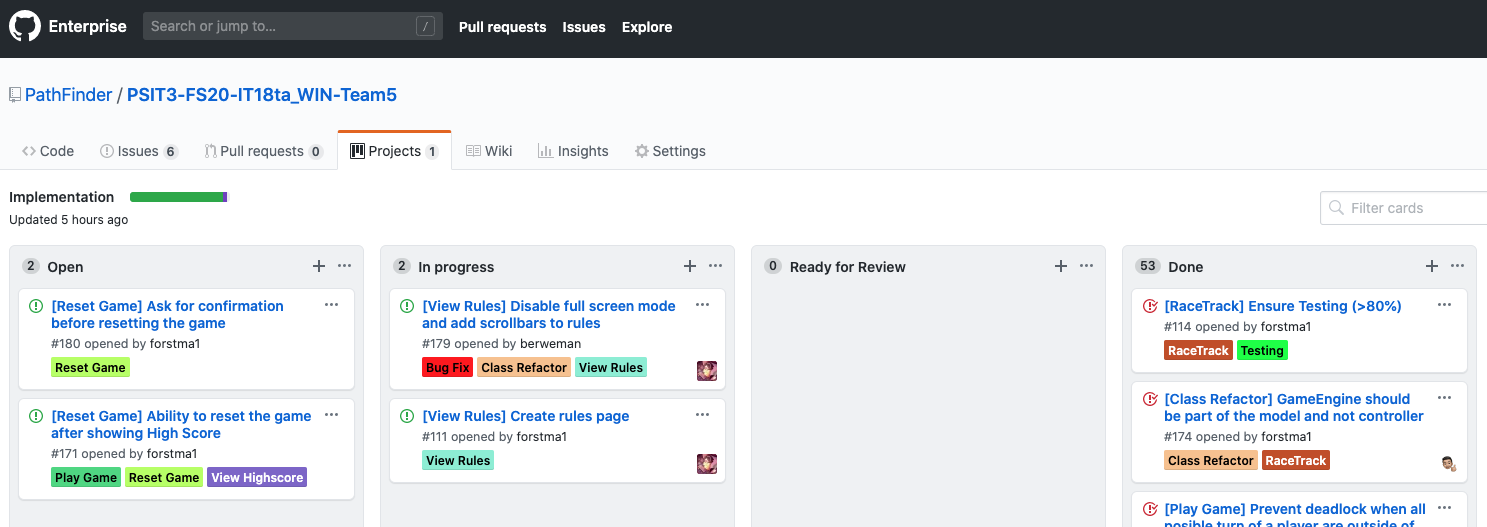 Enterprise
Search or jump to...
/
Pull requests
Issues
Explore
PathFinder / PSIT3-FS20-IT18ta_WIN-Team5
Code
Issues 6
Pull requests 0
Projects 1
Wiki
Insights
Settings
Implementation
Updated 5 hours ago
Filter cards
2 Open
[Reset Game] Ask for confirmation
before resetting the game
#180 opened by forstma1
Reset Game
[Reset Game] Ability to reset the game
after showing High Score
#171 opened by forstma1
Play Game Reset Game View Highscore
2 In progress
[View Rules] Disable full screen mode
and add scrollbars to rules
#179 opened by berweman
Bug Fix Class Refactor View Rules
[View Rules] Create rules page
#111 opened by forstma1
View Rules
0 Ready for Review
53 Done
[RaceTrack] Ensure Testing (>80%)
#114 opened by forstma1
RaceTrack Testing
[Class Refactor] GameEngine should
be part of the model and not controller
#174 opened by forstma1
Class Refactor RaceTrack
[Play Game] Prevent deadlock when all
posible turn of a player are outside of